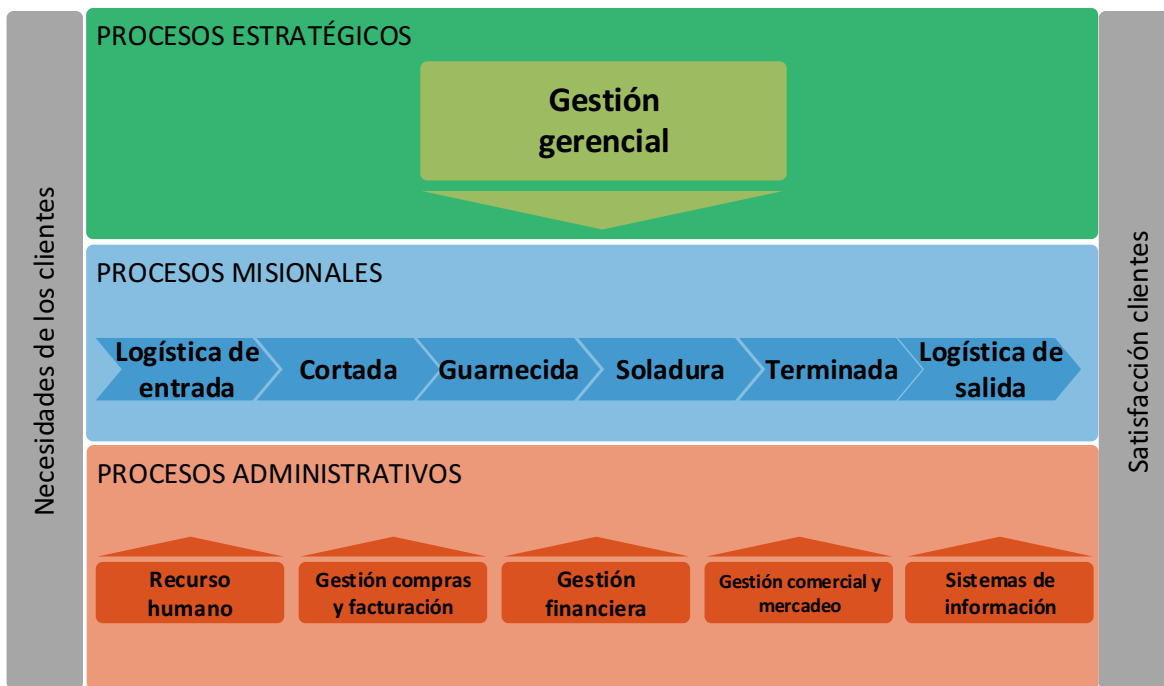 Necesidades de los clientes
PROCESOS ESTRATÉGICOS
Gestión
gerencial
PROCESOS MISIONALES
Logística de
entrada
Cortada
Guarnecida
Soladura
Terminada
Logística de
salida
PROCESOS ADMINISTRATIVOS
Recurso
humano
Gestión compras
y facturación
Gestión
financiera
Gestión comercial y
mercadeo
Sistemas de
información
Satisfacción clientes